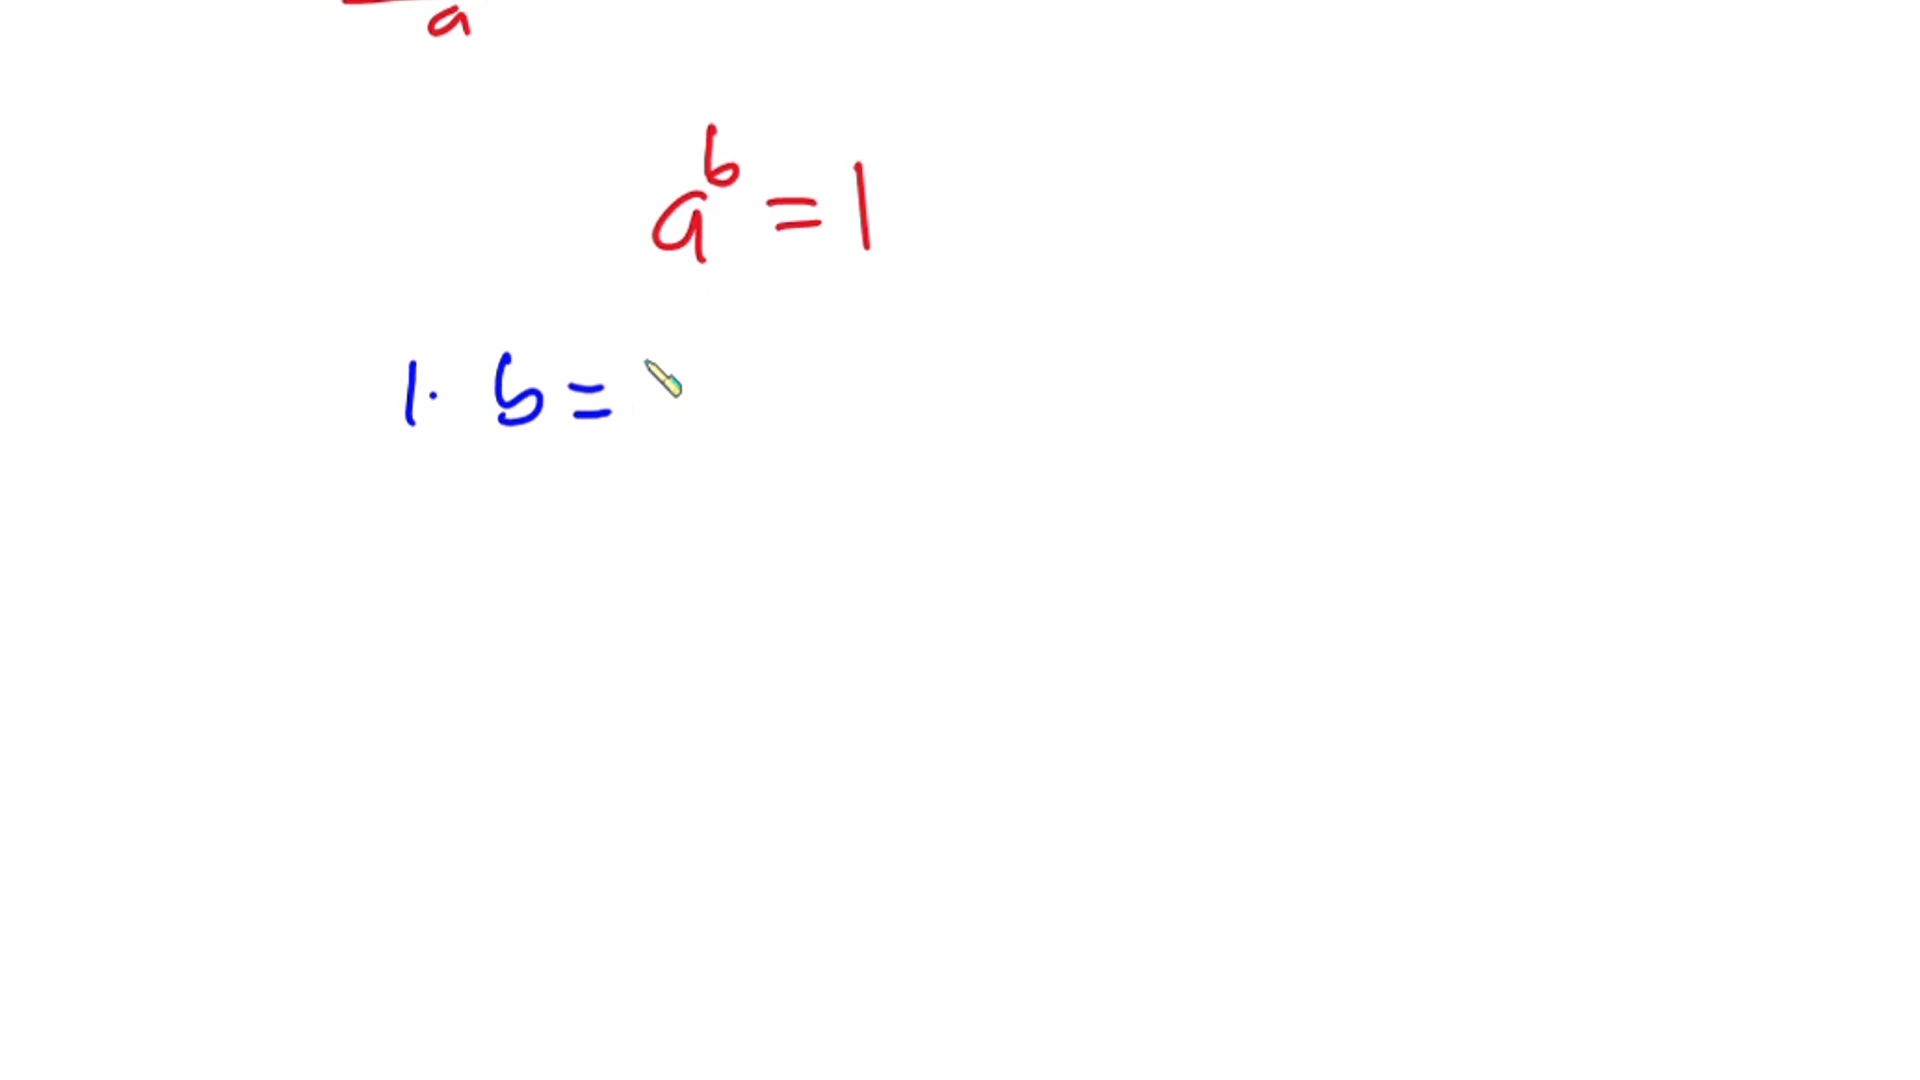 a
a^b = 1
1. b =